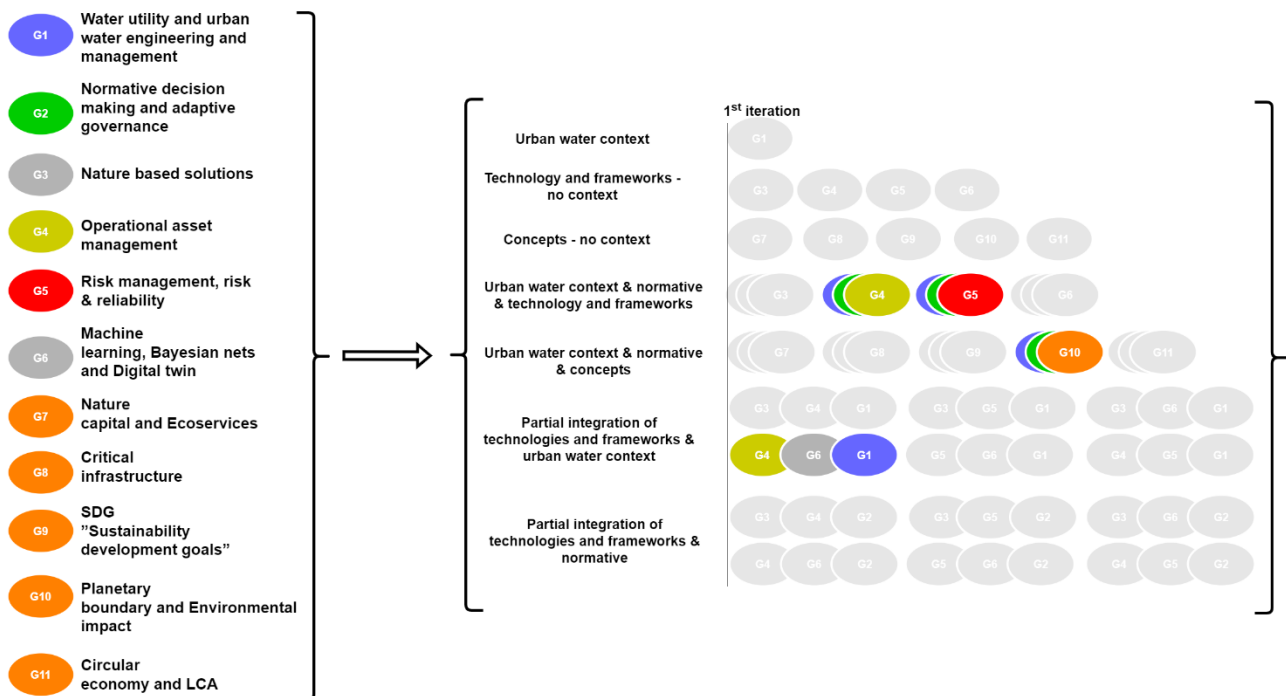 G1
Water utility and urban
water engineering and
management
G2
Normative decision
making and adaptive
governance
G3
Nature based solutions
G4
Operational asset
management
G5
Risk management, risk
& reliability
G6
Machine
learning, Bayesian nets
and Digital twin
G7
Nature
capital and Ecoservices
G8
Critical
infrastructure
G9
SDG
”Sustainability
development goals”
G10
Planetary
boundary and Environmental
impact
G11
Circular
economy and LCA
1st iteration
Urban water context
G1
Technology and frameworks -
no context
G3 G4 G5 G6
Concepts - no context
G7 G8 G9 G10 G11
Urban water context & normative
& technology and frameworks
G3 G4 G5 G6
Urban water context & normative
& concepts
G7 G8 G9 G10 G11
Partial integration of
technologies and frameworks &
urban water context
G3 G4 G1 G3 G5 G1 G3 G6 G1
G4 G6 G1 G5 G6 G1 G4 G5 G1
Partial integration of
technologies and frameworks &
normative
G3 G4 G2 G3 G5 G2 G3 G6 G2
G4 G6 G2 G5 G6 G2 G4 G5 G2